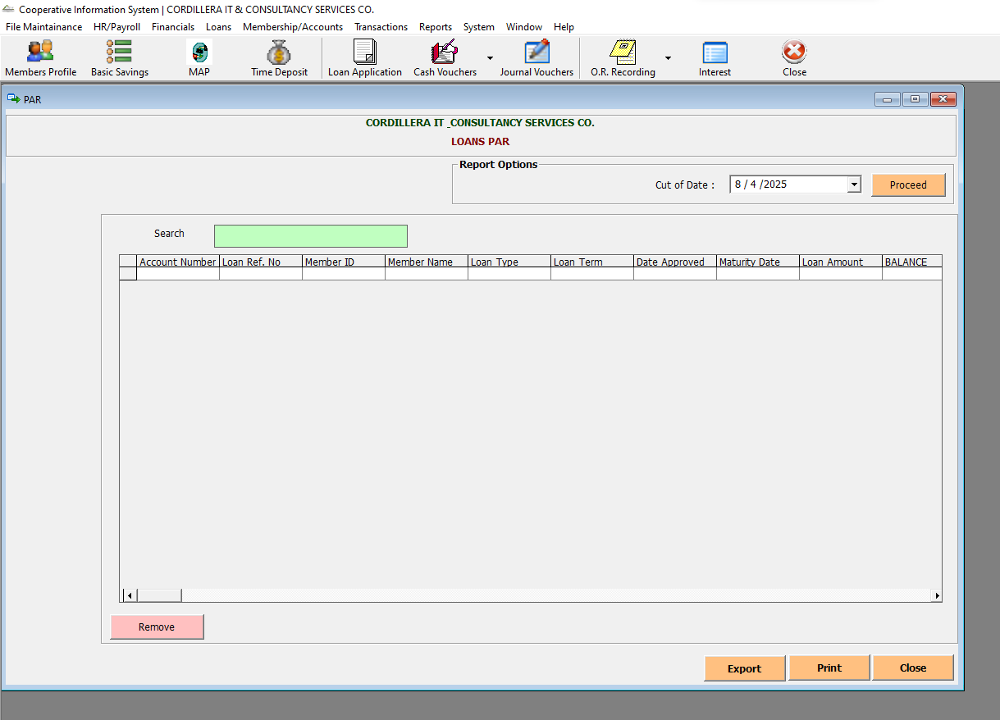 Cooperative Information System | CORDILLERA IT & CONSULTANCY SERVICES CO.
File Maintainance HR/Payroll Financials Loans Membership/Accounts Transactions Reports System Window Help
Members Profile Basic Savings MAP Time Deposit Loan Application Cash Vouchers Journal Vouchers O.R. Recording Interest Close
PAR
CORDILLERA IT _CONSULTANCY SERVICES CO.
LOANS PAR
Report Options
Cut of Date : 8 / 4 /2025 Proceed
Search
Account Number Loan Ref. No Member ID Member Name Loan Type Loan Term Date Approved Maturity Date Loan Amount BALANCE
Remove
Export Print Close